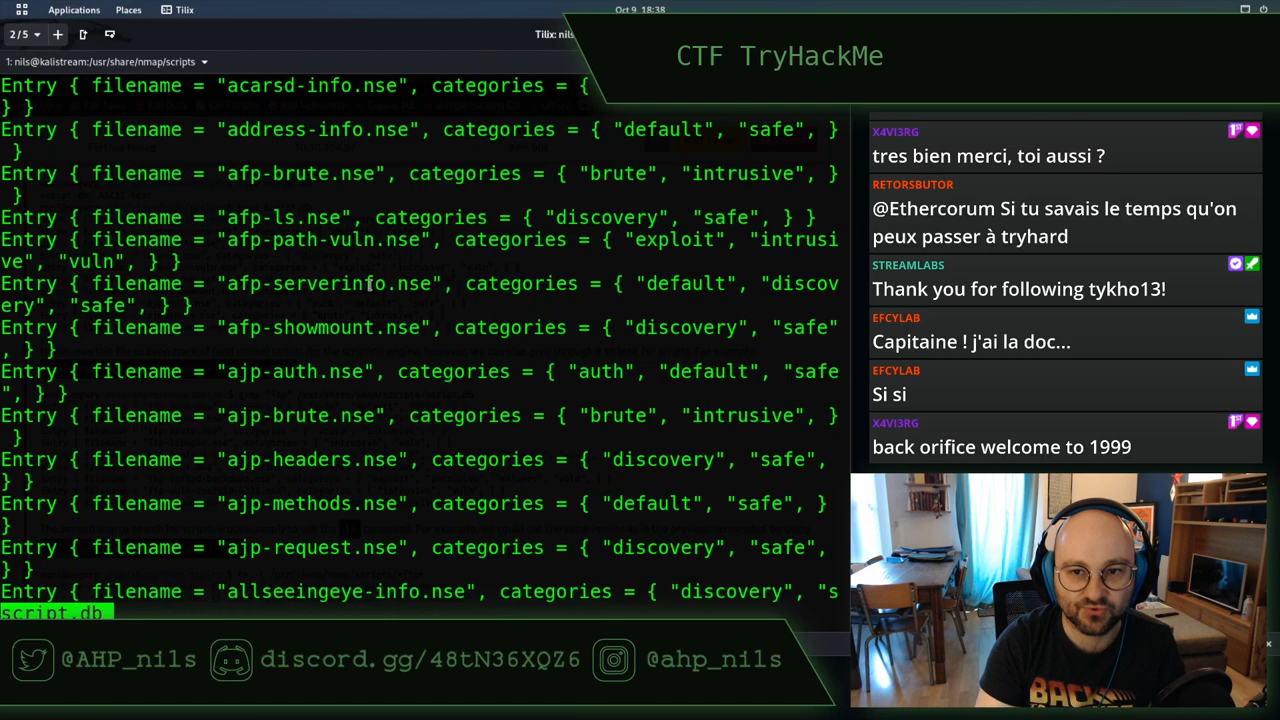 Applications Places Tilix Oct 9 18:38
2/5 Tilix: nils
1: nils@kalistream:/usr/share/nmap/scripts
CTF TryHackMe
Entry { filename = "acarsd-info.nse", categories = {
} }
Entry { filename = "address-info.nse", categories = { "default", "safe", }
}
Entry { filename = "afp-brute.nse", categories = { "brute", "intrusive", }
}
Entry { filename = "afp-ls.nse", categories = { "discovery", "safe", } }
Entry { filename = "afp-path-vuln.nse", categories = { "exploit", "intrusi
ve", "vuln", } }
Entry { filename = "afp-serverinfo.nse", categories = { "default", "discov
ery", "safe", } }
Entry { filename = "afp-showmount.nse", categories = { "discovery", "safe"
, } }
Entry { filename = "ajp-auth.nse", categories = { "auth", "default", "safe
", } }
Entry { filename = "ajp-brute.nse", categories = { "brute", "intrusive", }
}
Entry { filename = "ajp-headers.nse", categories = { "discovery", "safe",
} }
Entry { filename = "ajp-methods.nse", categories = { "default", "safe", }
}
Entry { filename = "ajp-request.nse", categories = { "discovery", "safe",
} }
Entry { filename = "allseeingeye-info.nse", categories = { "discovery", "s
script.db
X4VI3RG
tres bien merci, toi aussi ?
RETORSBUTOR
@Ethercorum Si tu savais le temps qu'on
peux passer à tryhard
STREAMLABS
Thank you for following tykho13!
EFCYLAB
Capitaine ! j'ai la doc...
EFCYLAB
Si si
X4VI3RG
back orifice welcome to 1999
BACK
@AHP_nils discord.gg/48tN36XQZ6 @ahp_nils